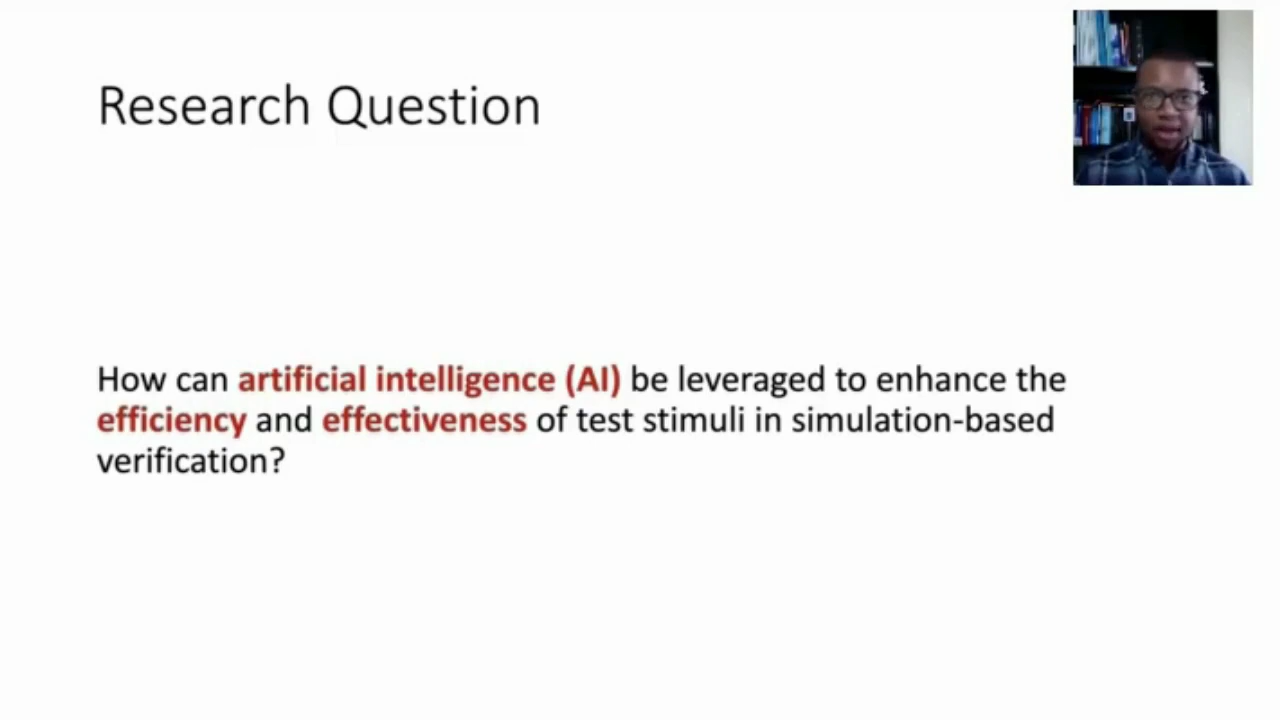 Research Question
How can artificial intelligence (AI) be leveraged to enhance the
efficiency and effectiveness of test stimuli in simulation-based
verification?